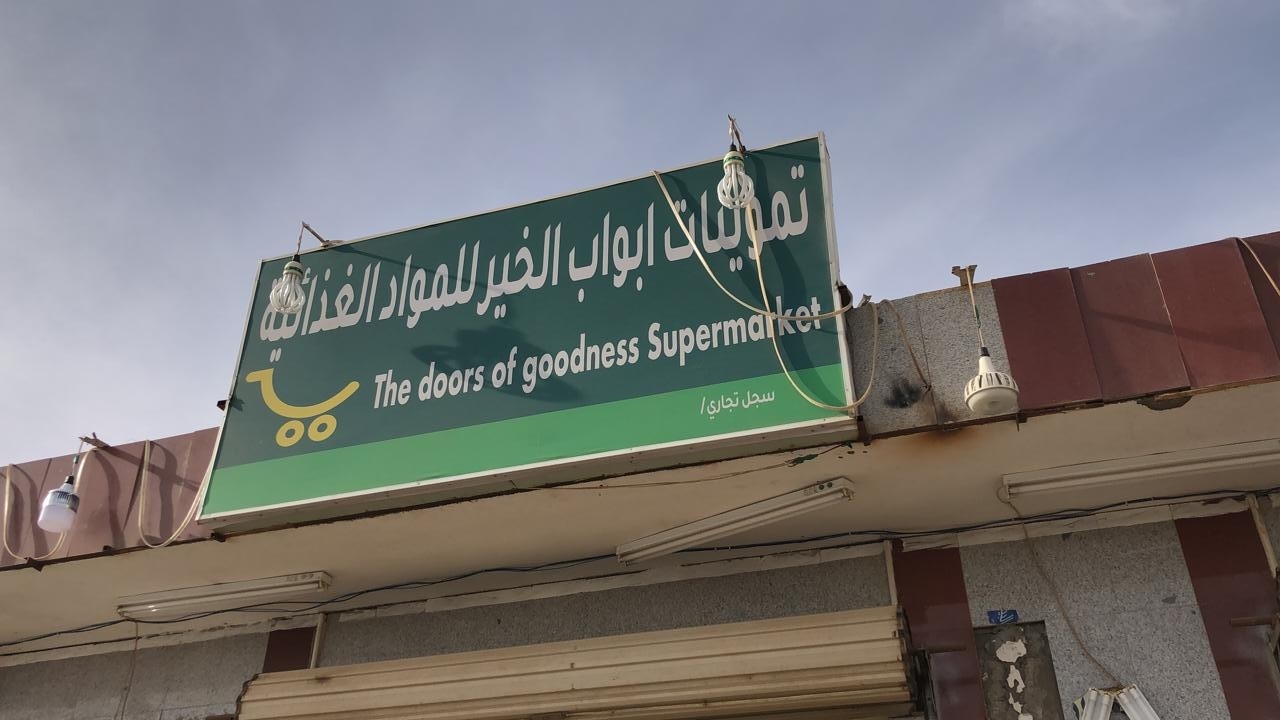 تموينات ابواب الخير للمواد الغذائية
The doors of goodness Supermarket
سجل تجاري/